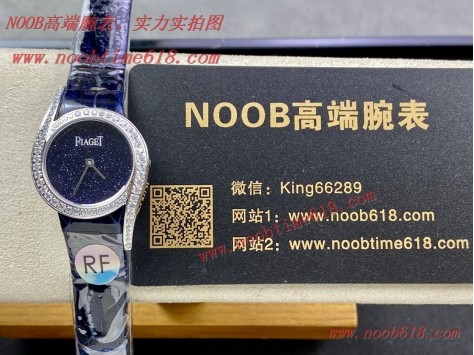 NOOB高端腕表，实力实拍图
www.noobtime618.com
PIAGET
RF
NOOB高端腕表
微信：King66289
网站1：www.noob618.com
网站2：www.noobtime618.com
www.noob618.com